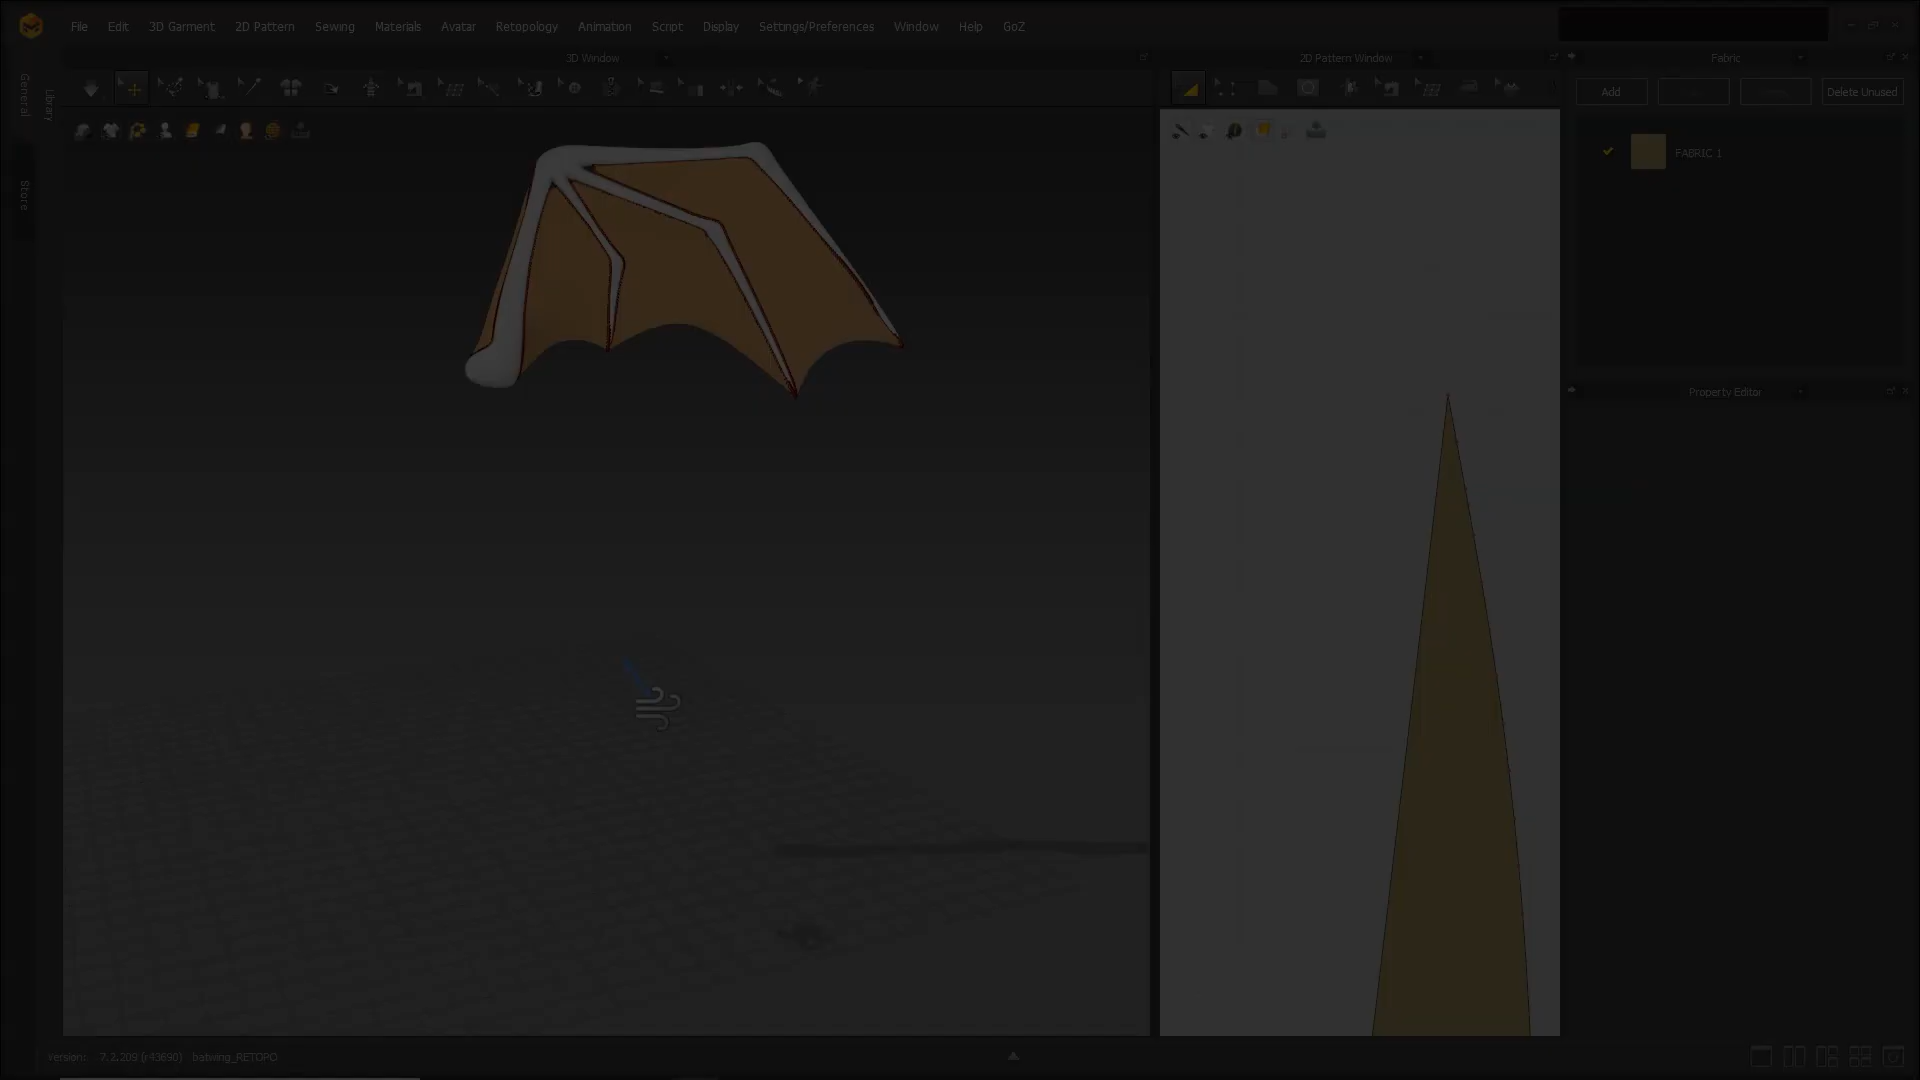 File Edit 3D Garment 2D Pattern Sewing Materials Avatar Retopology Animation Script Display Settings/Preferences Window Help GoZ
3D Window
2D Pattern Window
Fabric
General
Library
Store
Add
Delete Unused
FABRIC 1
Property Editor
Version: 7.2.209 (r43690) batwing_RETOPO